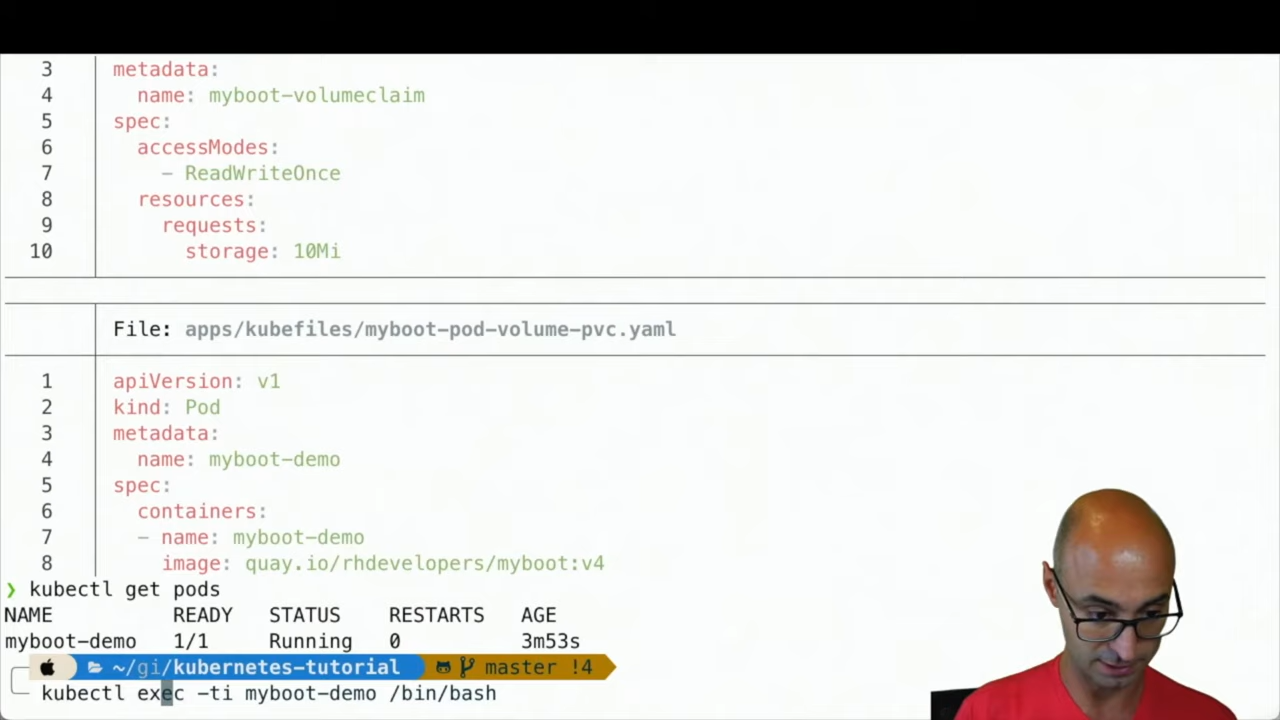 3 metadata:
4 name: myboot-volumeclaim
5 spec:
6 accessModes:
7 - ReadWriteOnce
8 resources:
9 requests:
10 storage: 10Mi
File: apps/kubefiles/myboot-pod-volume-pvc.yaml
1 apiVersion: v1
2 kind: Pod
3 metadata:
4 name: myboot-demo
5 spec:
6 containers:
7 - name: myboot-demo
8 image: quay.io/rhdevelopers/myboot:v4
❯ kubectl get pods
NAME READY STATUS RESTARTS AGE
myboot-demo 1/1 Running 0 3m53s
~/gi/kubernetes-tutorial master !4
kubectl exec -ti myboot-demo /bin/bash